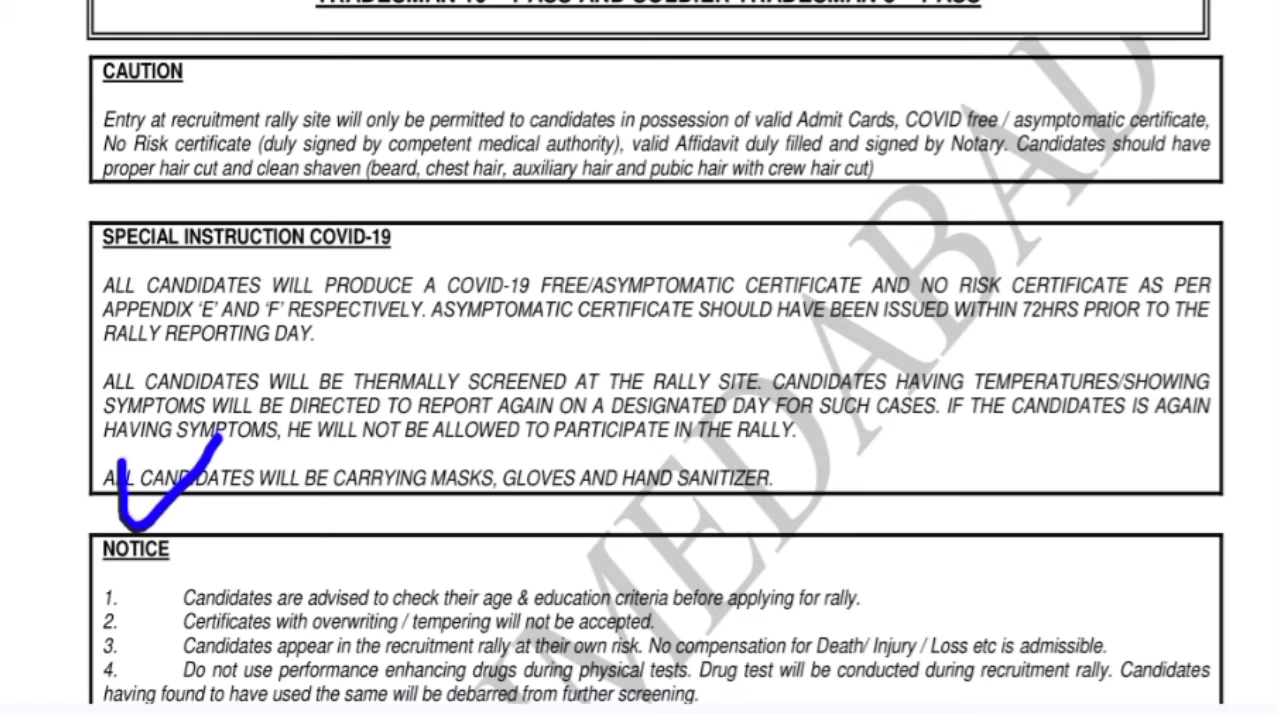 TRADESMAN 10 PASS AND SOLDIER TRADESMAN 8 PASS
CAUTION
Entry at recruitment rally site will only be permitted to candidates in possession of valid Admit Cards, COVID free / asymptomatic certificate,
No Risk certificate (duly signed by competent medical authority), valid Affidavit duly filled and signed by Notary. Candidates should have
proper hair cut and clean shaven (beard, chest hair, auxiliary hair and pubic hair with crew hair cut)
SPECIAL INSTRUCTION COVID-19
ALL CANDIDATES WILL PRODUCE A COVID-19 FREE/ASYMPTOMATIC CERTIFICATE AND NO RISK CERTIFICATE AS PER
APPENDIX 'E' AND 'F' RESPECTIVELY. ASYMPTOMATIC CERTIFICATE SHOULD HAVE BEEN ISSUED WITHIN 72HRS PRIOR TO THE
RALLY REPORTING DAY.
ALL CANDIDATES WILL BE THERMALLY SCREENED AT THE RALLY SITE. CANDIDATES HAVING TEMPERATURES/SHOWING
SYMPTOMS WILL BE DIRECTED TO REPORT AGAIN ON A DESIGNATED DAY FOR SUCH CASES. IF THE CANDIDATES IS AGAIN
HAVING SYMPTOMS, HE WILL NOT BE ALLOWED TO PARTICIPATE IN THE RALLY.
ALL CANDIDATES WILL BE CARRYING MASKS, GLOVES AND HAND SANITIZER.
NOTICE
1. Candidates are advised to check their age & education criteria before applying for rally.
2. Certificates with overwriting / tempering will not be accepted.
3. Candidates appear in the recruitment rally at their own risk. No compensation for Death/ Injury / Loss etc is admissible.
4. Do not use performance enhancing drugs during physical tests. Drug test will be conducted during recruitment rally. Candidates
having found to have used the same will be debarred from further screening.
MEDABAD